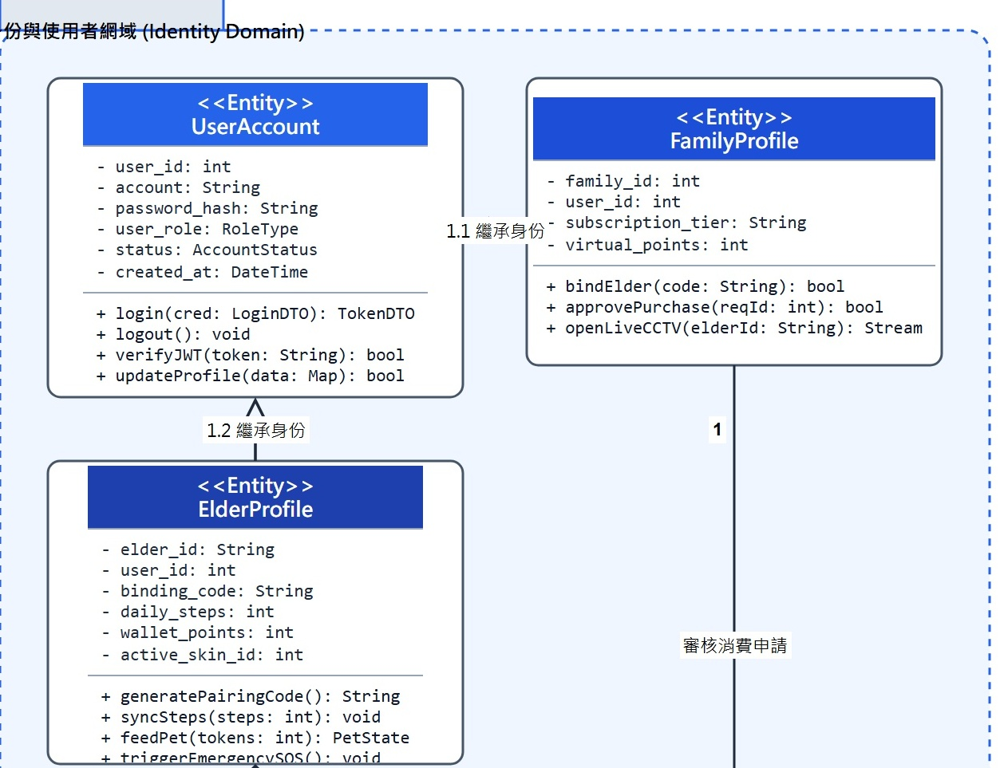 份與使用者網域 (Identity Domain)
<<Entity>>
UserAccount
- user_id: int
- account: String
- password_hash: String
- user_role: RoleType
- status: AccountStatus
- created_at: DateTime
+ login(cred: LoginDTO): TokenDTO
+ logout(): void
+ verifyJWT(token: String): bool
+ updateProfile(data: Map): bool
1.1 繼承身份
<<Entity>>
FamilyProfile
- family_id: int
- user_id: int
- subscription_tier: String
- virtual_points: int
+ bindElder(code: String): bool
+ approvePurchase(reqId: int): bool
+ openLiveCCTV(elderId: String): Stream
1.2 繼承身份
1
<<Entity>>
ElderProfile
- elder_id: String
- user_id: int
- binding_code: String
- daily_steps: int
- wallet_points: int
- active_skin_id: int
+ generatePairingCode(): String
+ syncSteps(steps: int): void
+ feedPet(tokens: int): PetState
+ triggerEmergencySOS(): void
審核消費申請